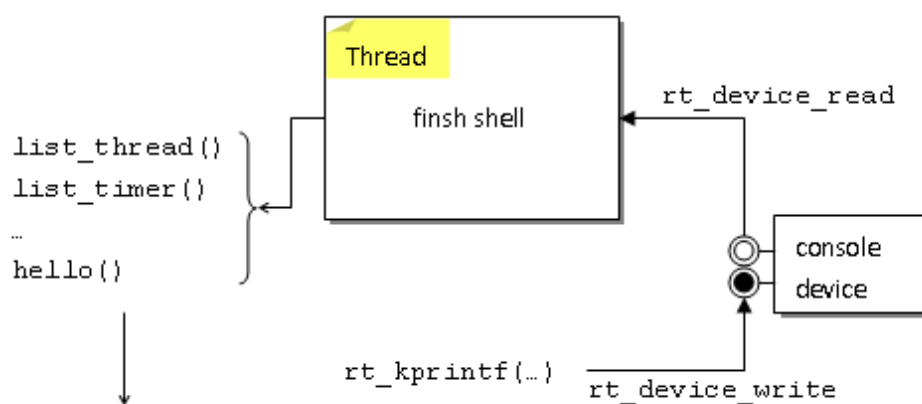 Thread
finsh shell
rt_device_read
list_thread()
list_timer()
…
hello()
console
device
rt_kprintf(…)
rt_device_write